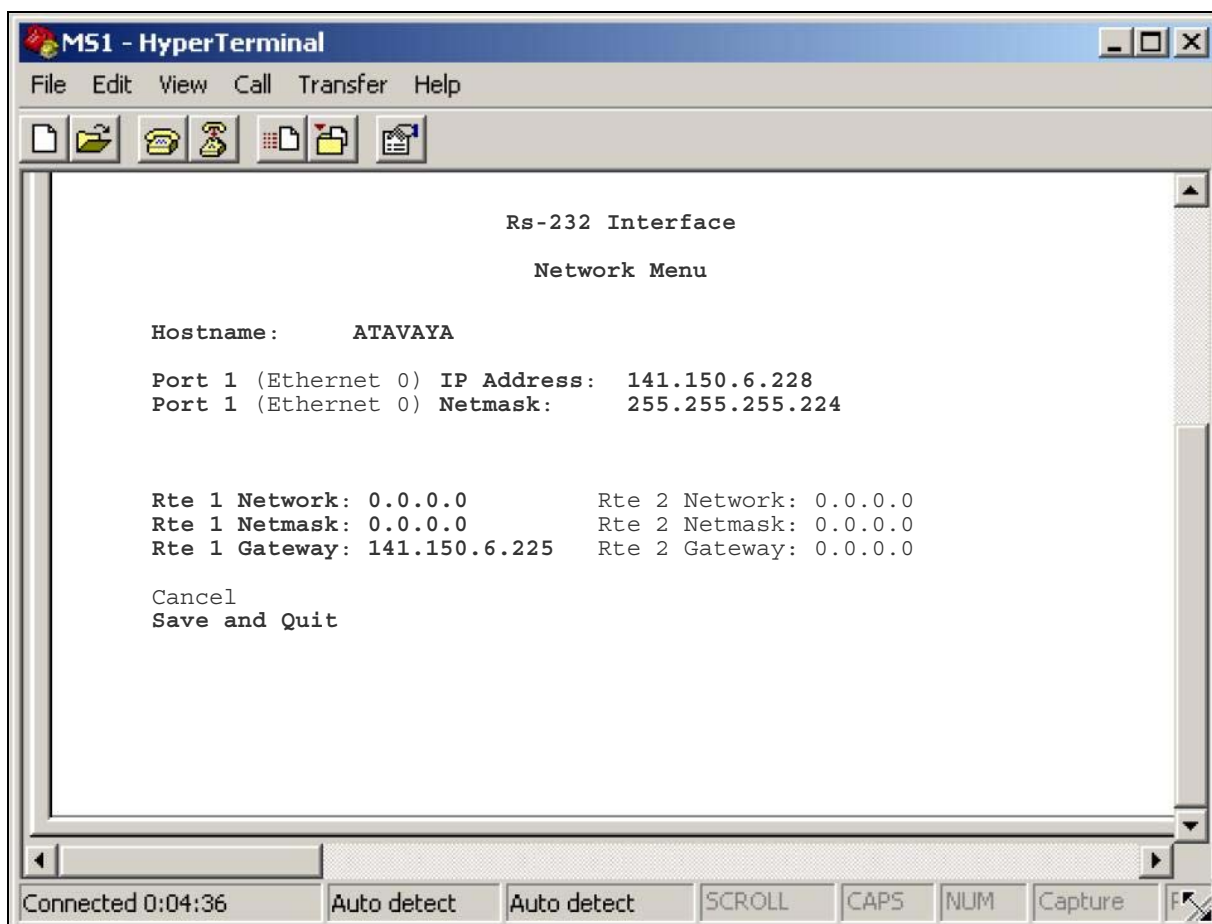 MS1 - HyperTerminal
File Edit View Call Transfer Help
Rs-232 Interface
Network Menu
Hostname: ATAVAYA
Port 1 (Ethernet 0) IP Address: 141.150.6.228
Port 1 (Ethernet 0) Netmask: 255.255.255.224
Rte 1 Network: 0.0.0.0 Rte 2 Network: 0.0.0.0
Rte 1 Netmask: 0.0.0.0 Rte 2 Netmask: 0.0.0.0
Rte 1 Gateway: 141.150.6.225 Rte 2 Gateway: 0.0.0.0
Cancel
Save and Quit
Connected 0:04:36 Auto detect Auto detect SCROLL CAPS NUM Capture